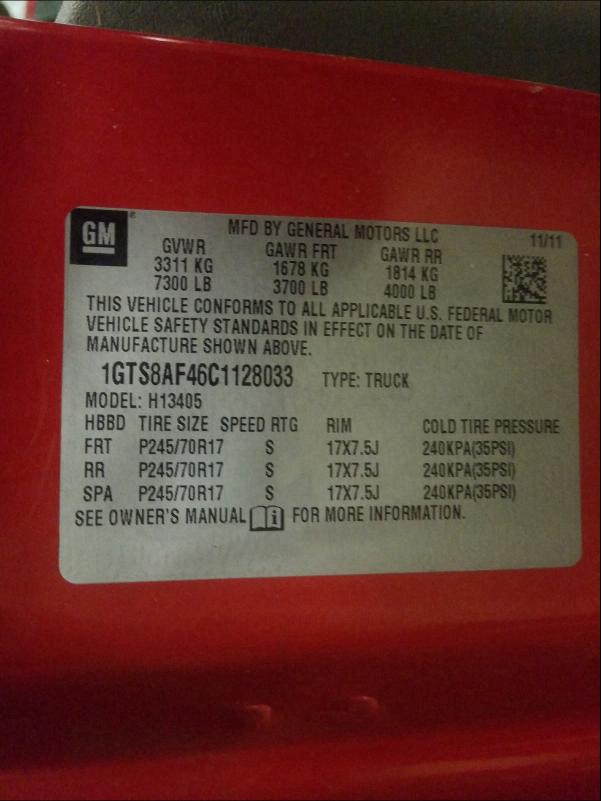 GM
MFD BY GENERAL MOTORS LLC 11/11
GVWR GAWR FRT GAWR RR
3311 KG 1678 KG 1814 KG
7300 LB 3700 LB 4000 LB
THIS VEHICLE CONFORMS TO ALL APPLICABLE U.S. FEDERAL MOTOR
VEHICLE SAFETY STANDARDS IN EFFECT ON THE DATE OF
MANUFACTURE SHOWN ABOVE.
1GTS8AF46C1128033 TYPE: TRUCK
MODEL: H13405
HBBD TIRE SIZE SPEED RTG RIM COLD TIRE PRESSURE
FRT P245/70R17 S 17X7.5J 240KPA(35PSI)
RR P245/70R17 S 17X7.5J 240KPA(35PSI)
SPA P245/70R17 S 17X7.5J 240KPA(35PSI)
SEE OWNER'S MANUAL i FOR MORE INFORMATION.